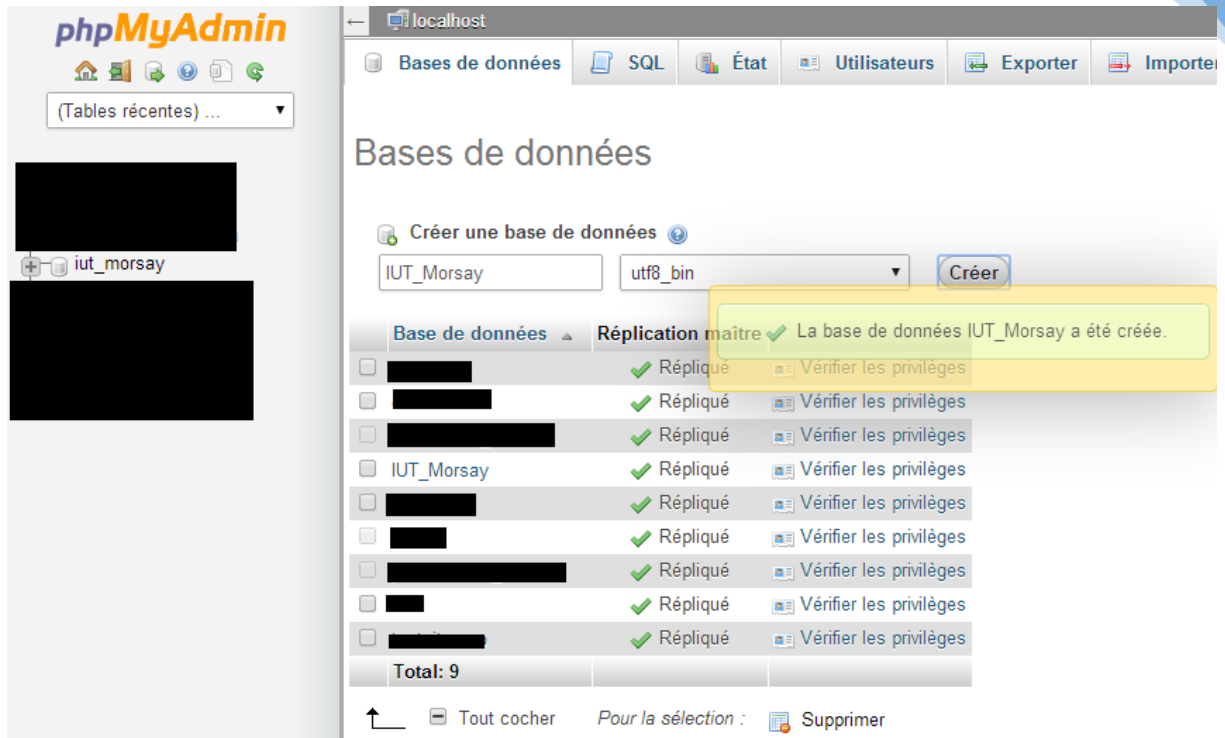 phpMyAdmin
(Tables récentes) ...
iut_morsay
localhost
Bases de données SQL État Utilisateurs Exporter Importer
Bases de données
Créer une base de données
IUT_Morsay utf8_bin Créer
La base de données IUT_Morsay a été créée.
Base de données Réplication maître
Répliqué Vérifier les privilèges
Répliqué Vérifier les privilèges
Répliqué Vérifier les privilèges
IUT_Morsay Répliqué Vérifier les privilèges
Répliqué Vérifier les privilèges
Répliqué Vérifier les privilèges
Répliqué Vérifier les privilèges
Répliqué Vérifier les privilèges
Répliqué Vérifier les privilèges
Total: 9
Tout cocher Pour la sélection : Supprimer